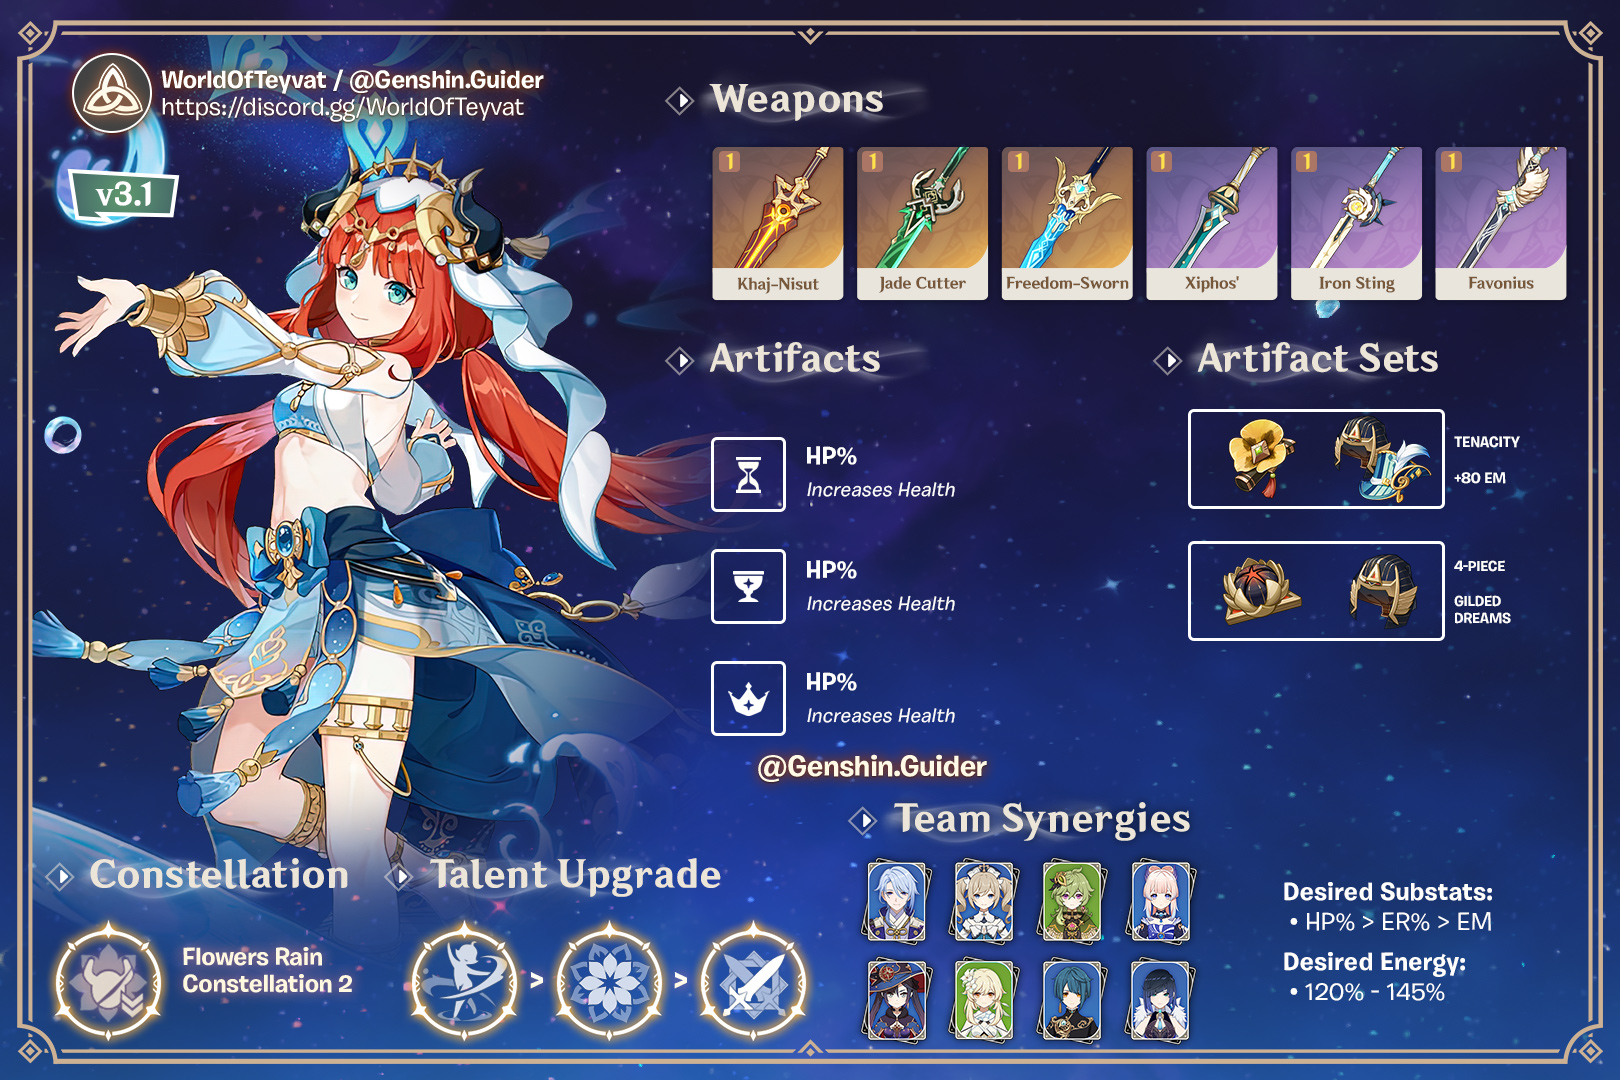 WorldOfTeyvat / @Genshin.Guider
https://discord.gg/WorldOfTeyvat
v3.1
Weapons
1
1
1
1
1
1
Khaj-Nisut
Jade Cutter
Freedom-Sworn
Xiphos'
Iron Sting
Favonius
Artifacts
HP%
Increases Health
HP%
Increases Health
HP%
Increases Health
@Genshin.Guider
Artifact Sets
TENACITY
+80 EM
4-PIECE
GILDED
DREAMS
Constellation
Flowers Rain
Constellation 2
Talent Upgrade
>
>
Team Synergies
Desired Substats:
• HP% > ER% > EM
Desired Energy:
• 120% - 145%